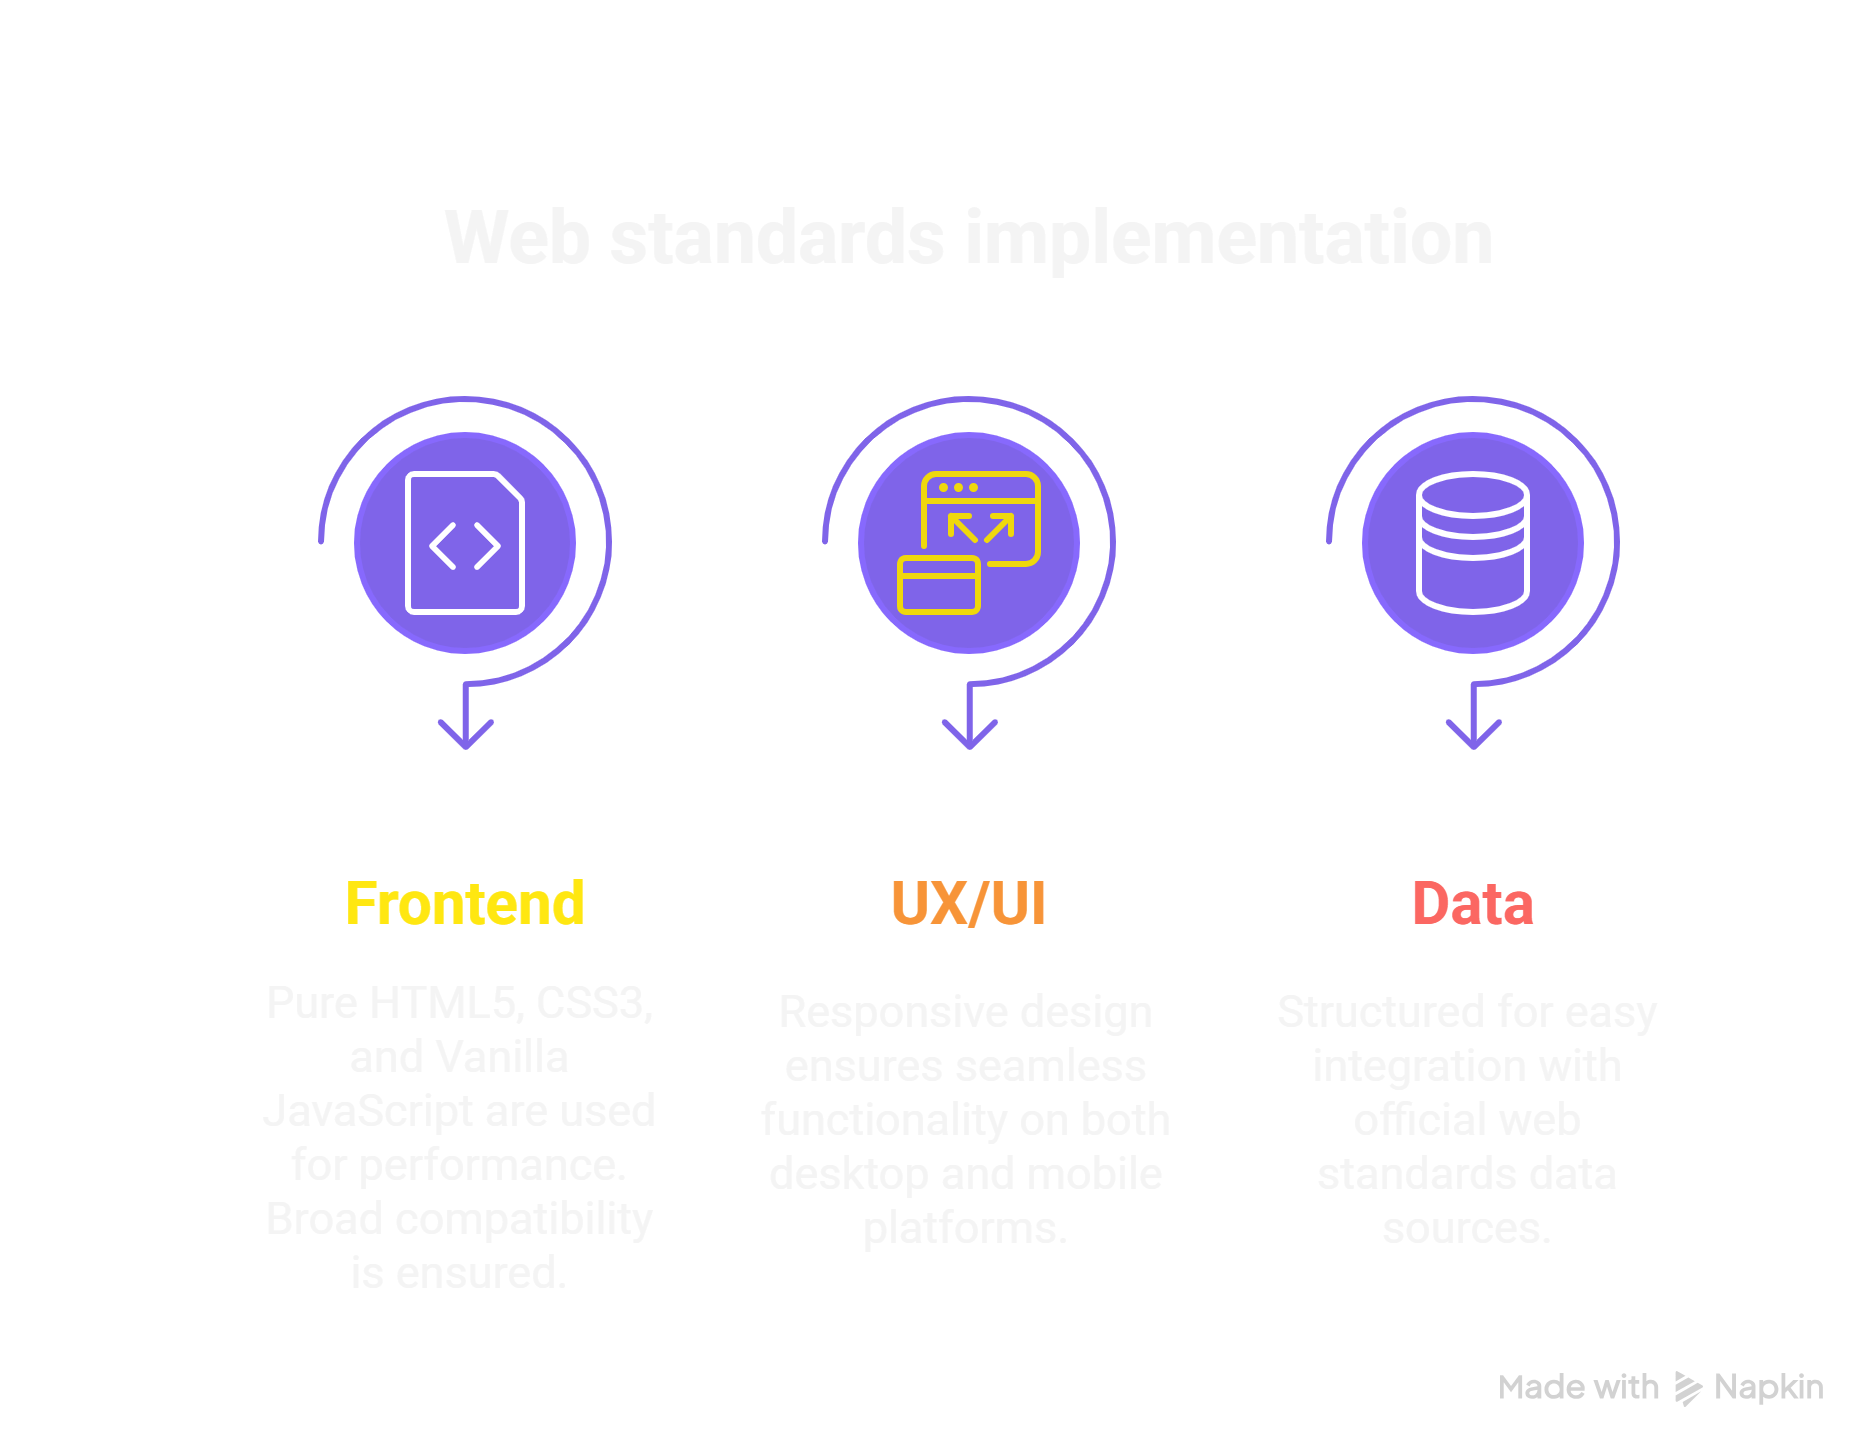 Web standards implementation
Frontend
Pure HTML5, CSS3,
and Vanilla
JavaScript are used
for performance.
Broad compatibility
is ensured.
UX/UI
Responsive design
ensures seamless
functionality on both
desktop and mobile
platforms.
Data
Structured for easy
integration with
official web
standards data
sources.
Made with Napkin